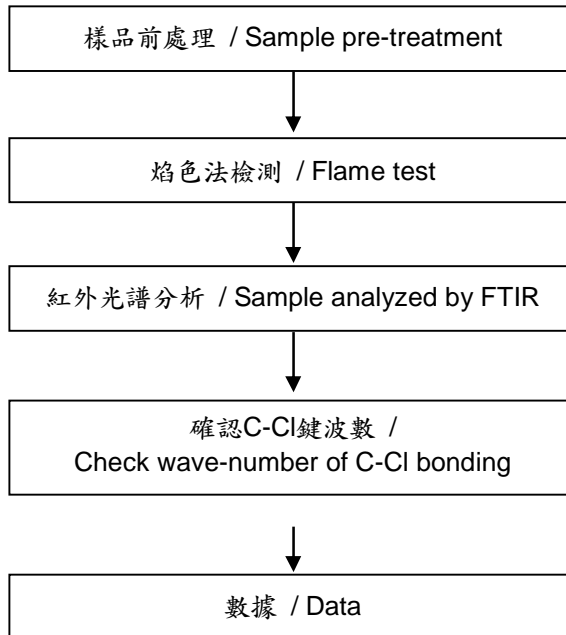 樣品前處理 / Sample pre-treatment
焰色法檢測 / Flame test
紅外光譜分析 / Sample analyzed by FTIR
確認C-Cl鍵波數 /
Check wave-number of C-Cl bonding
數據 / Data